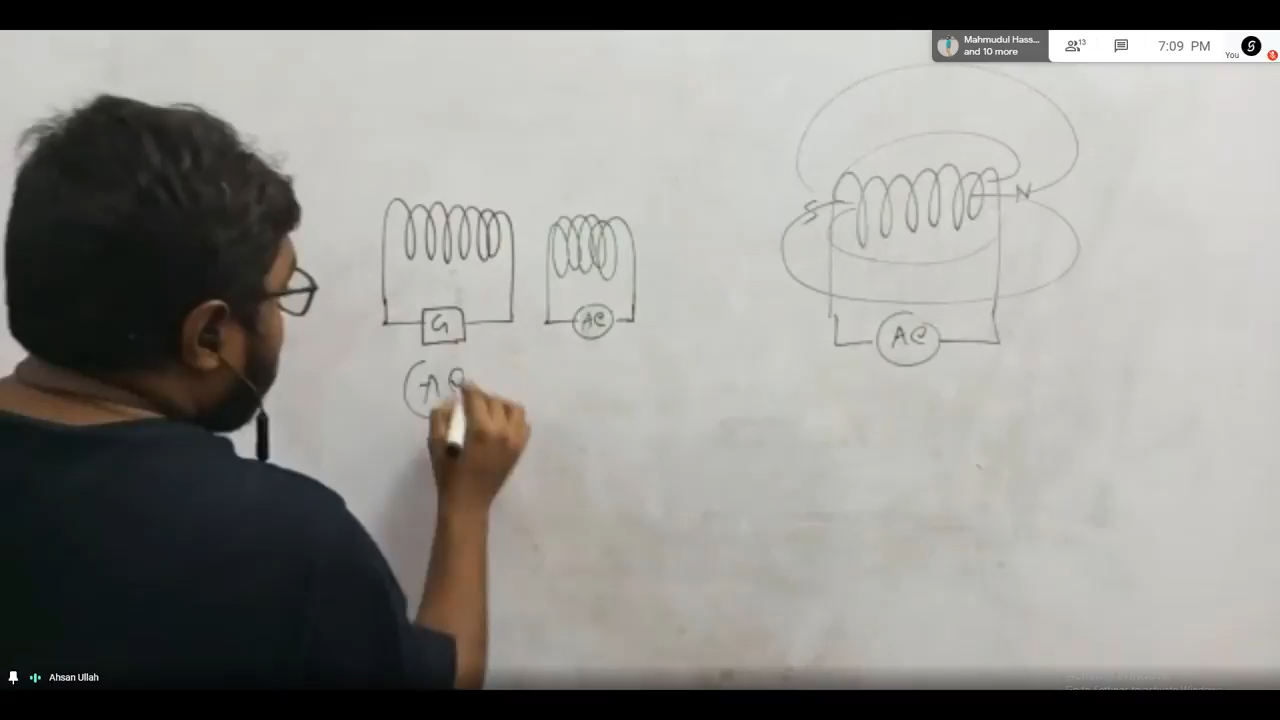 Mahmudul Hass...
and 10 more
13
7:09 PM
You
S
N
G
AC
AC
A C
Ahsan Ullah